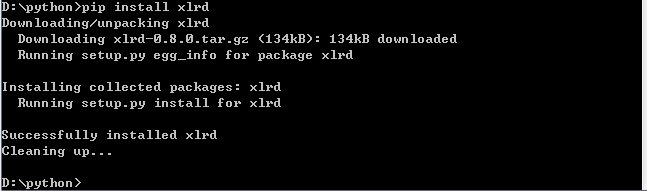 D:\python>pip install xlrd
Downloading/unpacking xlrd
  Downloading xlrd-0.8.0.tar.gz (134kB): 134kB downloaded
  Running setup.py egg_info for package xlrd
Installing collected packages: xlrd
  Running setup.py install for xlrd
Successfully installed xlrd
Cleaning up...
D:\python>